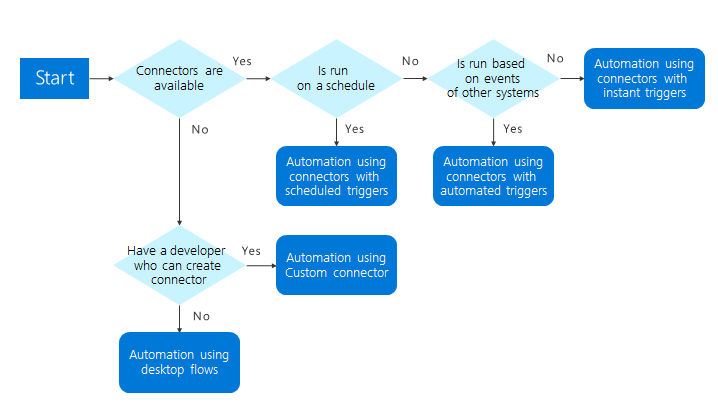 Start
Connectors are
available
Yes
Is run
on a schedule
No
Is run based
on events
of other systems
No
Automation using
connectors with
instant triggers
No
Yes
Yes
Automation using
connectors with
scheduled triggers
Automation using
connectors with
automated triggers
Have a developer
who can create
connector
Yes
Automation using
Custom connector
No
Automation using
desktop flows